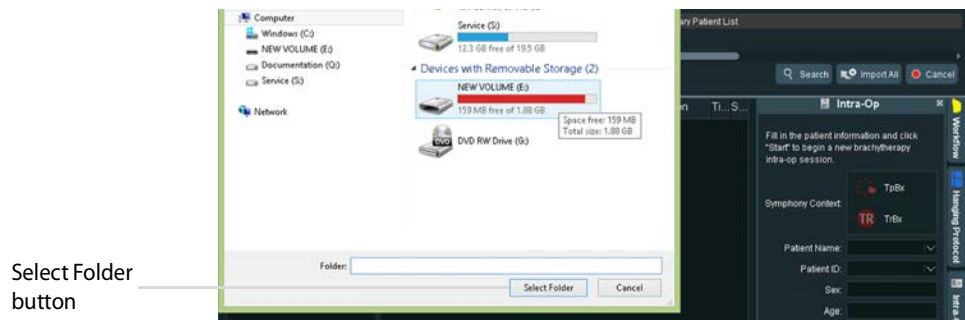 Computer
Windows (C:)
NEW VOLUME (E:)
Documentation (Q:)
Service (S:)
Network
Service (S:)
12.3 GB free of 19.5 GB
Devices with Removable Storage (2)
NEW VOLUME (E:)
159 MB free of 1.88 GB
Space free: 159 MB
Total size: 1.88 GB
DVD RW Drive (G:)
DVD
Folder:
Select Folder
Cancel
Select Folder
button
Patient List
Search
Import All
Cancel
Ti...
S...
Intra-Op
Fill in the patient information and click
"Start" to begin a new brachytherapy
intra-op session.
Symphony Context:
TpBx
TR
TrBx
Patient Name:
Patient ID:
Sex:
Age:
Workflow
Hanging Protocol